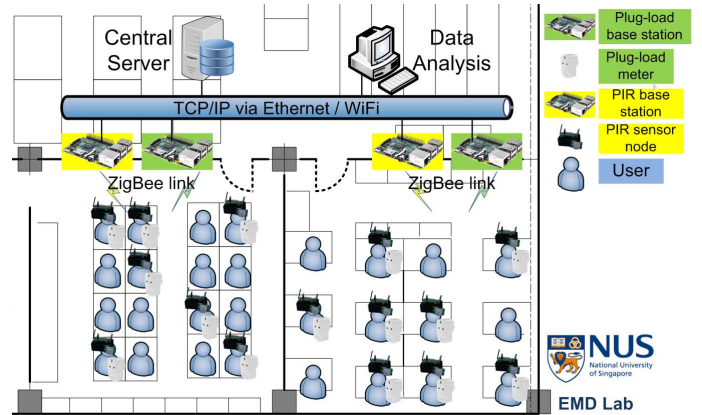 Central
Server
Data
Analysis
TCP/IP via Ethernet / WiFi
ZigBee link
ZigBee link
Plug-load
base station
Plug-load
meter
PIR base
station
PIR sensor
node
User
NUS
National University
of Singapore
EMD Lab